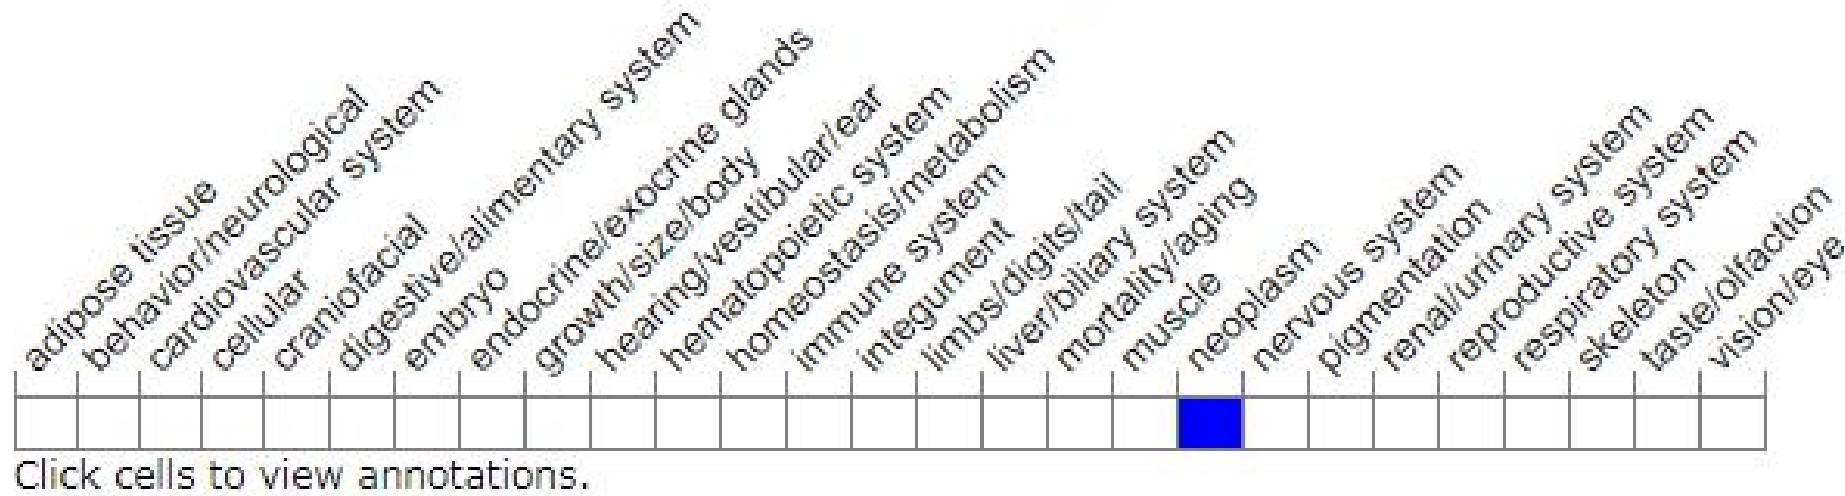 adipose tissue
behavior/neurological
cardiovascular system
cellular
craniofacial
digestive/alimentary system
embryo
endocrine/exocrine glands
growth/size/body
hearing/vestibular/ear
hematopoietic system
homeostasis/metabolism
immune system
integument
limbs/digits/tail
liver/biliary system
mortality/aging
muscle
neoplasm
nervous system
pigmentation
renal/urinary system
reproductive system
respiratory system
skeleton
taste/olfaction
vision/eye
Click cells to view annotations.